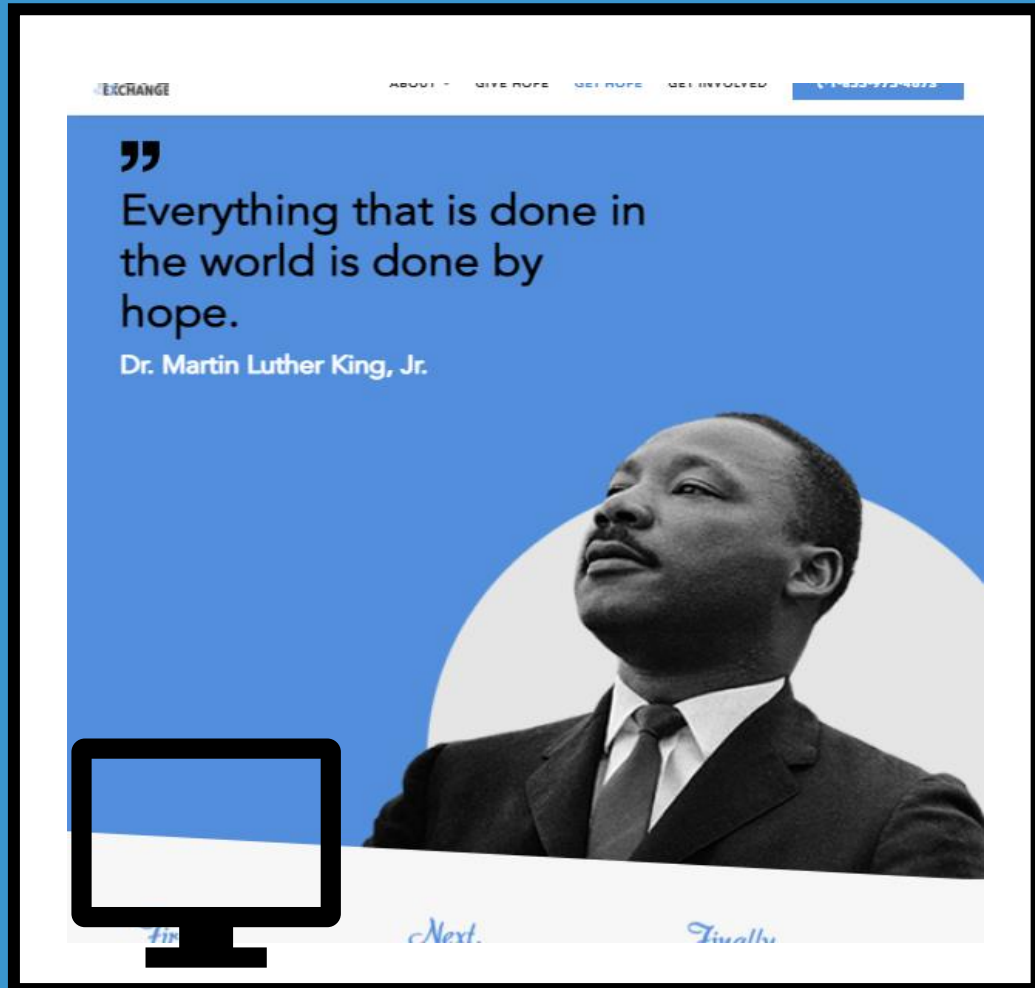 EXCHANGE
ABOUT GIVE HOPE GET HOPE GET INVOLVED
”
Everything that is done in
the world is done by
hope.
Dr. Martin Luther King, Jr.
Next,
Finally